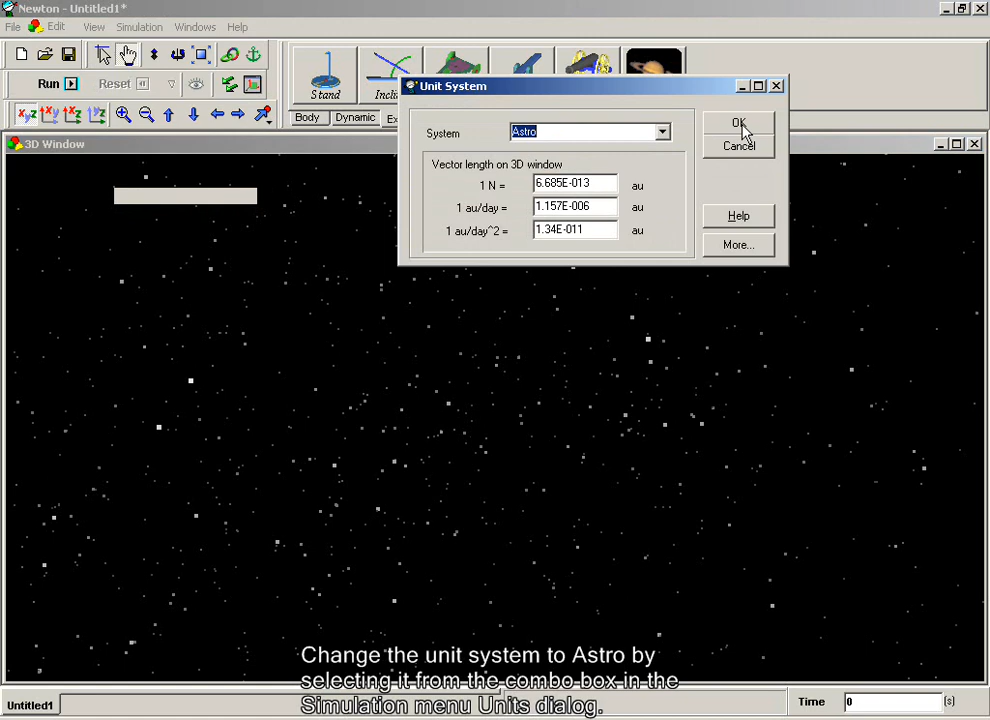 Newton - Untitled1*
File Edit View Simulation Windows Help
Run Reset
Stand
Body Dynamic
3D Window
Unit System
System Astro
OK
Cancel
Vector length on 3D window
1 N = 6.685E-013 au
1 au/day = 1.157E-006 au
1 au/day^2 = 1.34E-011 au
Help
More...
Change the unit system to Astro by
selecting it from the combo box in the
Simulation menu Units dialog.
Untitled1
Time 0 (s)